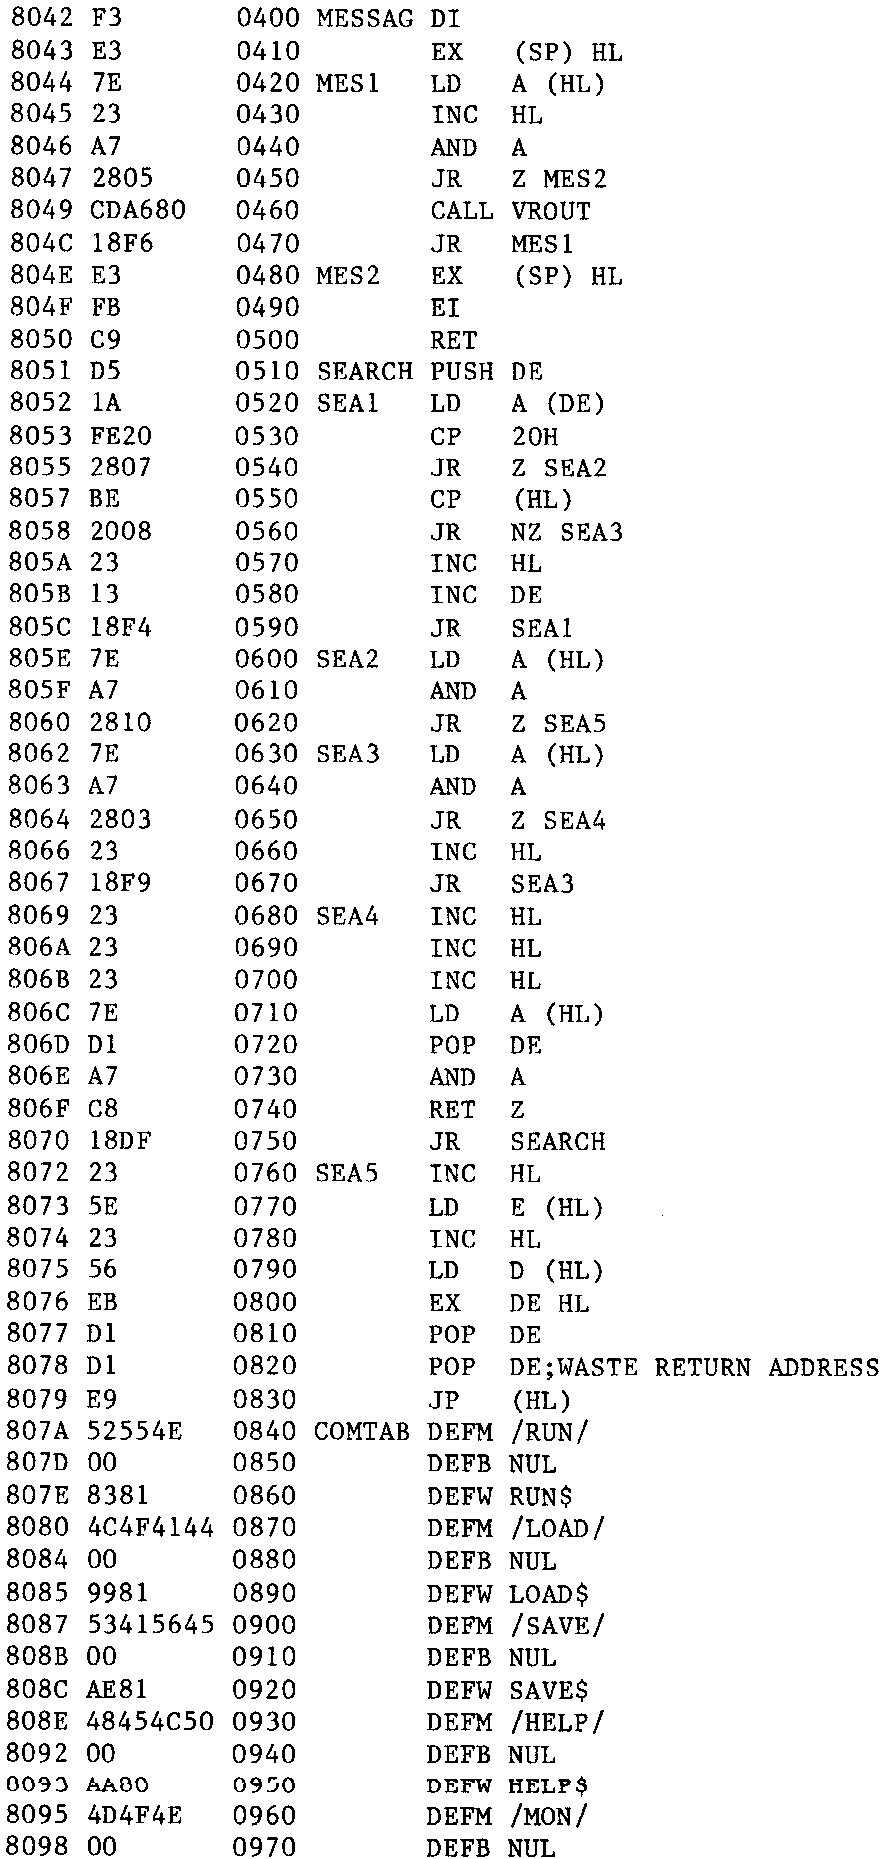 8042 F3 0400 MESSAG DI
8043 E3 0410 EX (SP) HL
8044 7E 0420 MES1 LD A (HL)
8045 23 0430 INC HL
8046 A7 0440 AND A
8047 2805 0450 JR Z MES2
8049 CDA680 0460 CALL VROUT
804C 18F6 0470 JR MES1
804E E3 0480 MES2 EX (SP) HL
804F FB 0490 EI
8050 C9 0500 RET
8051 D5 0510 SEARCH PUSH DE
8052 1A 0520 SEA1 LD A (DE)
8053 FE20 0530 CP 20H
8055 2807 0540 JR Z SEA2
8057 BE 0550 CP (HL)
8058 2008 0560 JR NZ SEA3
805A 23 0570 INC HL
805B 13 0580 INC DE
805C 18F4 0590 JR SEA1
805E 7E 0600 SEA2 LD A (HL)
805F A7 0610 AND A
8060 2810 0620 JR Z SEA5
8062 7E 0630 SEA3 LD A (HL)
8063 A7 0640 AND A
8064 2803 0650 JR Z SEA4
8066 23 0660 INC HL
8067 18F9 0670 JR SEA3
8069 23 0680 SEA4 INC HL
806A 23 0690 INC HL
806B 23 0700 INC HL
806C 7E 0710 LD A (HL)
806D D1 0720 POP DE
806E A7 0730 AND A
806F C8 0740 RET Z
8070 18DF 0750 JR SEARCH
8072 23 0760 SEA5 INC HL
8073 5E 0770 LD E (HL)
8074 23 0780 INC HL
8075 56 0790 LD D (HL)
8076 EB 0800 EX DE HL
8077 D1 0810 POP DE
8078 D1 0820 POP DE;WASTE RETURN ADDRESS
8079 E9 0830 JP (HL)
807A 52554E 0840 COMTAB DEFM /RUN/
807D 00 0850 DEFB NUL
807E 8381 0860 DEFW RUN$
8080 4C4F4144 0870 DEFM /LOAD/
8084 00 0880 DEFB NUL
8085 9981 0890 DEFW LOAD$
8087 53415645 0900 DEFM /SAVE/
808B 00 0910 DEFB NUL
808C AE81 0920 DEFW SAVE$
808E 48454C50 0930 DEFM /HELP/
8092 00 0940 DEFB NUL
8093 AA80 0950 DEFW HELP$
8095 4D4F4E 0960 DEFM /MON/
8098 00 0970 DEFB NUL